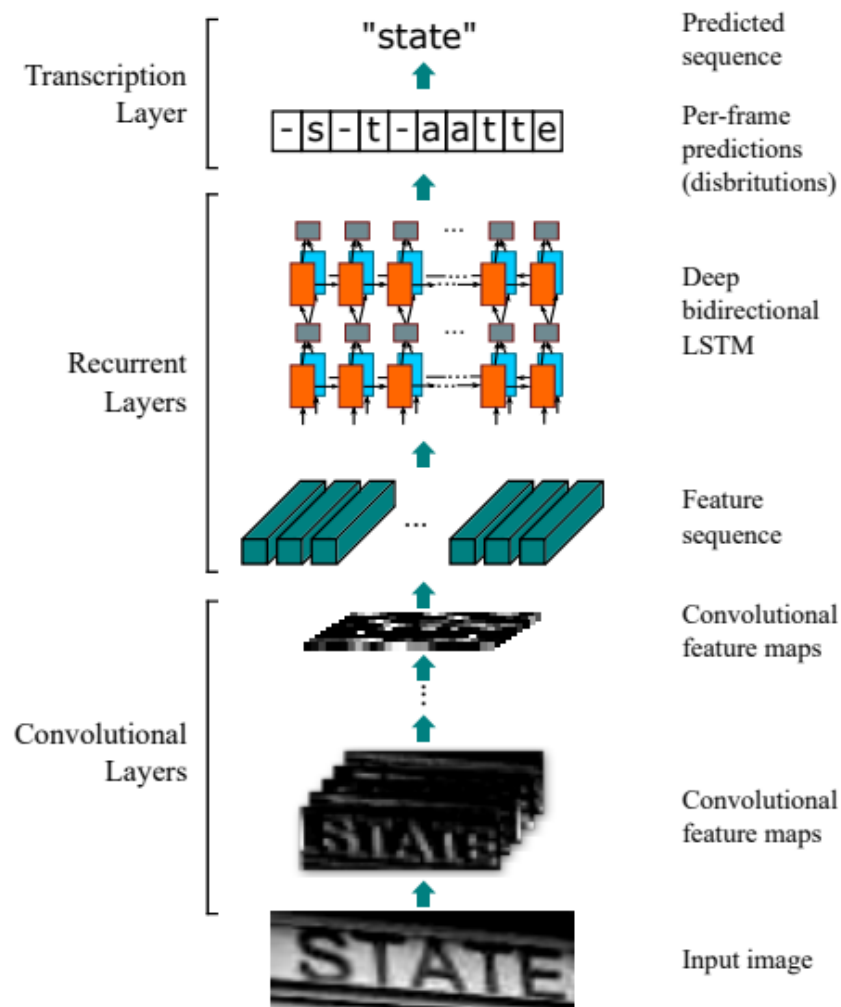 "state"
Predicted
sequence
Transcription
Layer
-s-t-aatte
Per-frame
predictions
(disbritutions)
...
Deep
bidirectional
LSTM
...
Recurrent
Layers
...
Feature
sequence
Convolutional
feature maps
Convolutional
Layers
STATE
Convolutional
feature maps
STATE
Input image